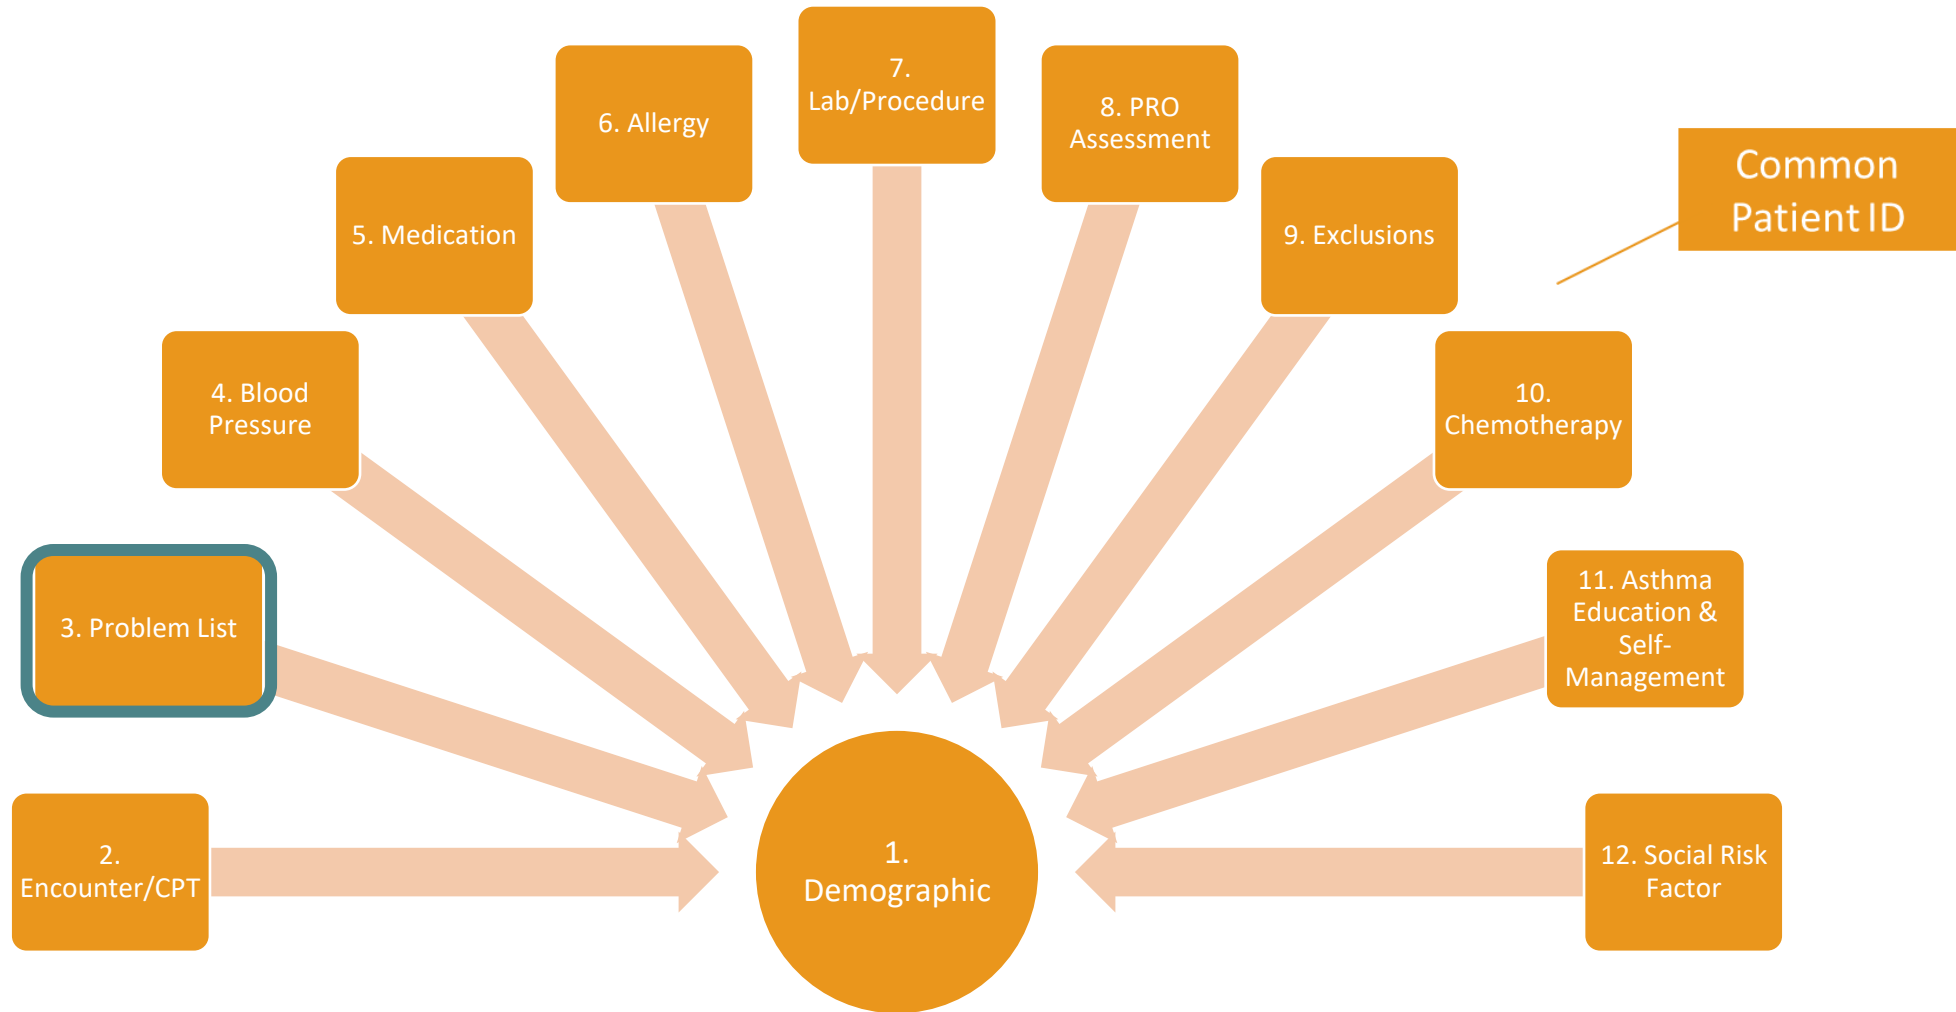 7.
Lab/Procedure
6. Allergy
8. PRO
Assessment
Common
Patient ID
5. Medication
9. Exclusions
4. Blood
Pressure
10.
Chemotherapy
3. Problem List
11. Asthma
Education &
Self-
Management
2.
Encounter/CPT
1.
Demographic
12. Social Risk
Factor